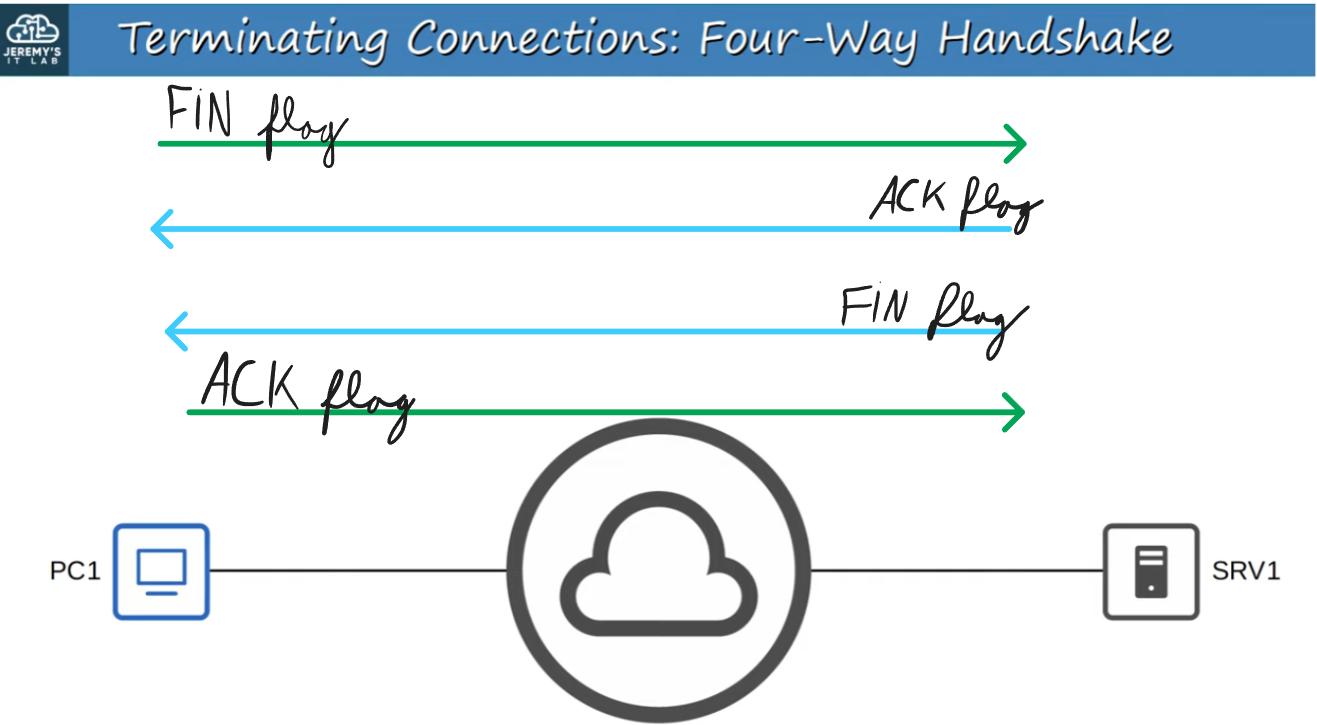 JEREMY'S
IT LAB
Terminating Connections: Four-Way Handshake
FIN flag
ACK flag
FIN flag
ACK flag
PC1
SRV1